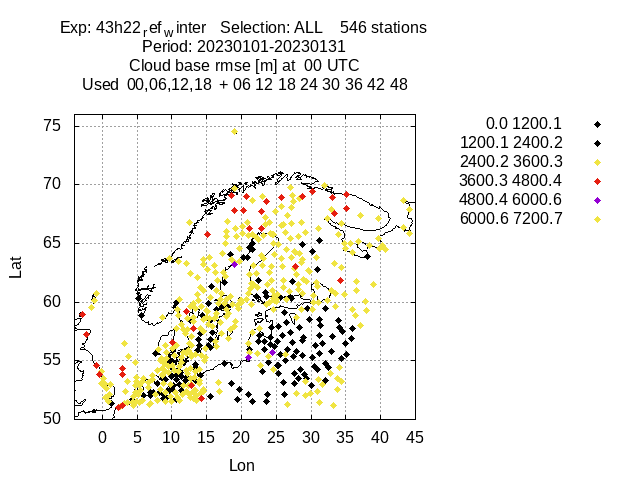 Exp: 43h22refwinter Selection: ALL 546 stations
Period: 20230101-20230131
Cloud base rmse [m] at 00 UTC
Used 00,06,12,18 + 06 12 18 24 30 36 42 48
0.0 1200.1
1200.1 2400.2
2400.2 3600.3
3600.3 4800.4
4800.4 6000.6
6000.6 7200.7
Lat
75
70
65
60
55
50
0 5 10 15 20 25 30 35 40 45
Lon